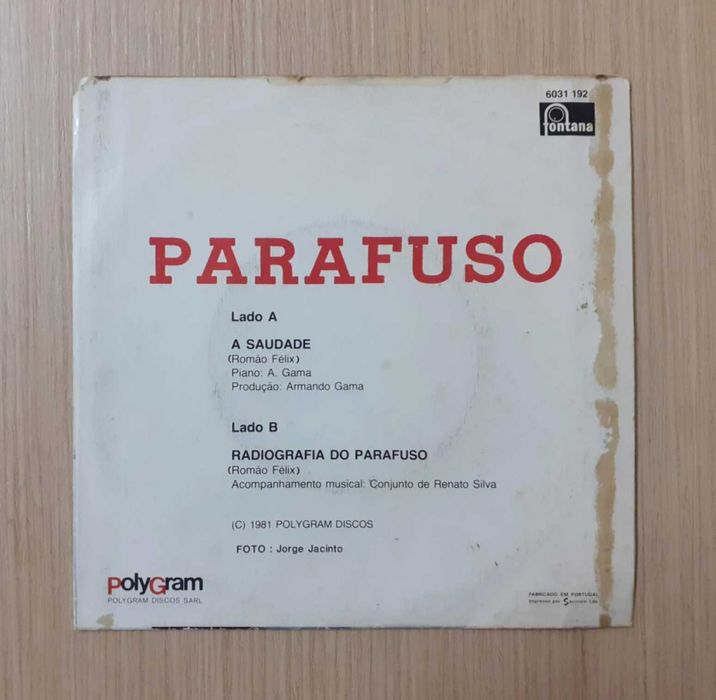 6031 192
fontana
PARAFUSO
Lado A
A SAUDADE
(Romão Félix)
Piano: A. Gama
Produção: Armando Gama
Lado B
RADIOGRAFIA DO PARAFUSO
(Romão Félix)
Acompanhamento musical: Conjunto de Renato Silva
(C) 1981 POLYGRAM DISCOS
FOTO : Jorge Jacinto
polyGram
POLYGRAM DISCOS SARL
FABRICADO EM PORTUGAL
Impresso por